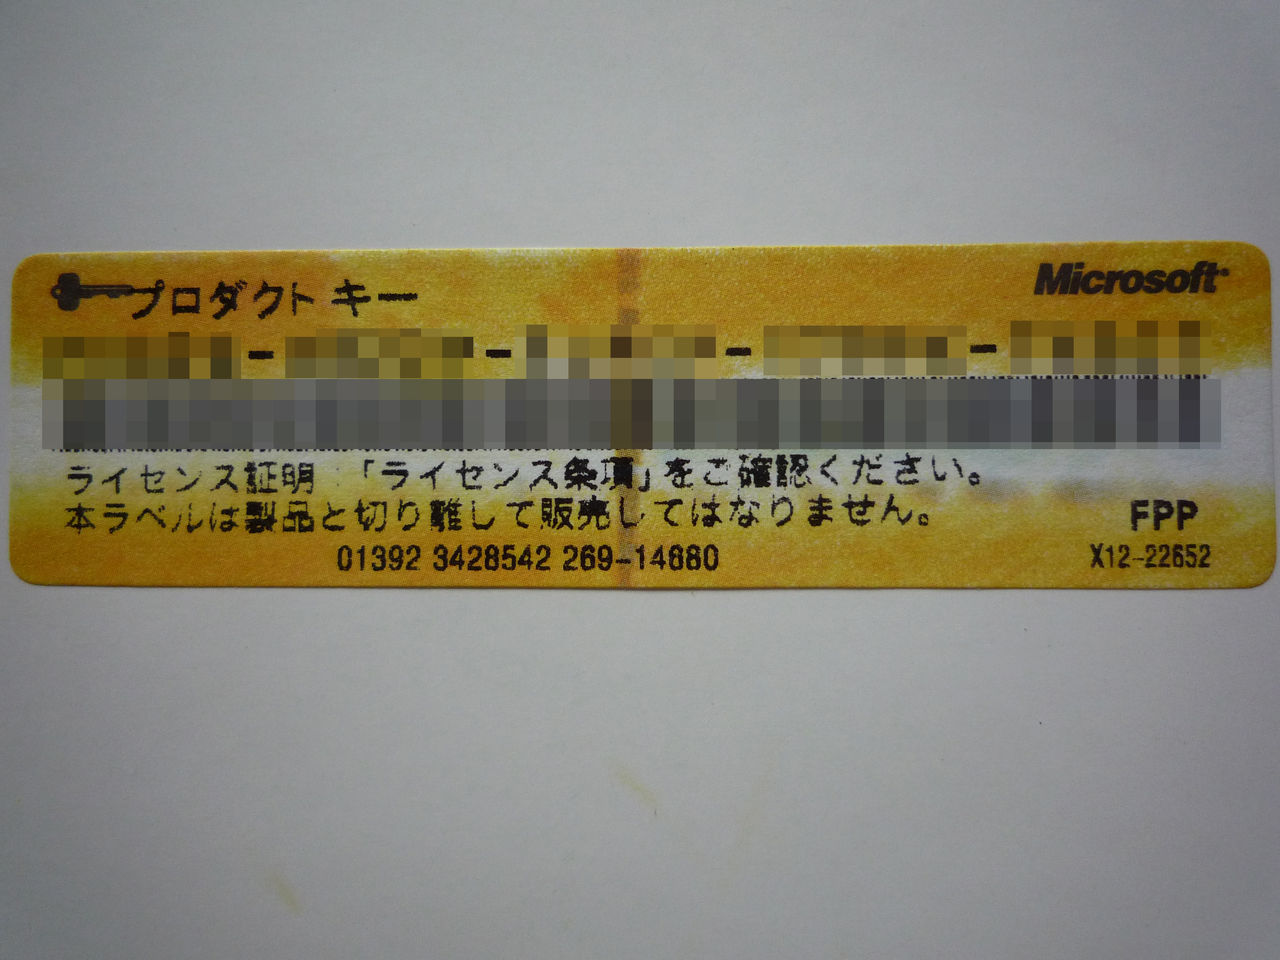 プロダクト キー
Microsoft
ライセンス証明 : 「ライセンス条項」をご確認ください。
本ラベルは製品と切り離して販売してはなりません。
FPP
01392 3428542 269-14680
X12-22652